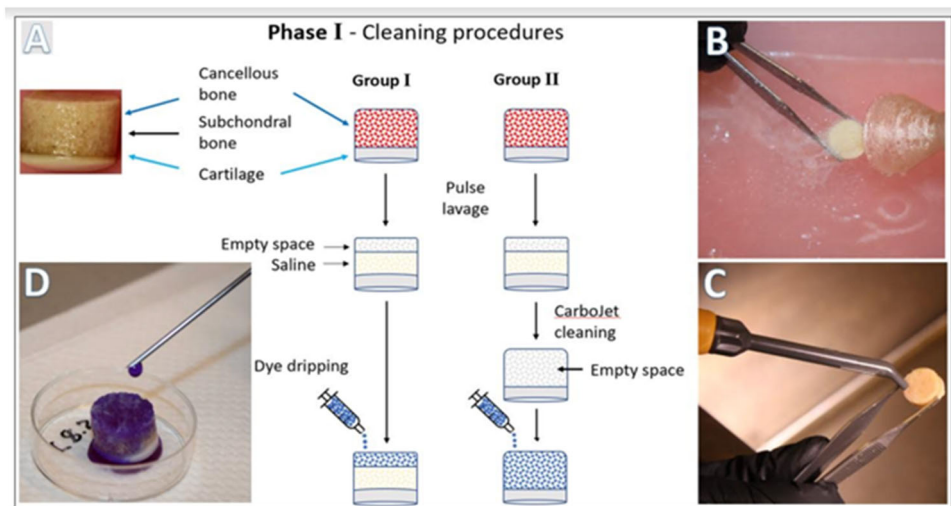 A
Phase I - Cleaning procedures
B
Cancellous
bone
Subchondral
bone
Cartilage
Group I
Group II
Pulse
lavage
Empty space
Saline
D
Dye dripping
CarboJet
cleaning
Empty space
C